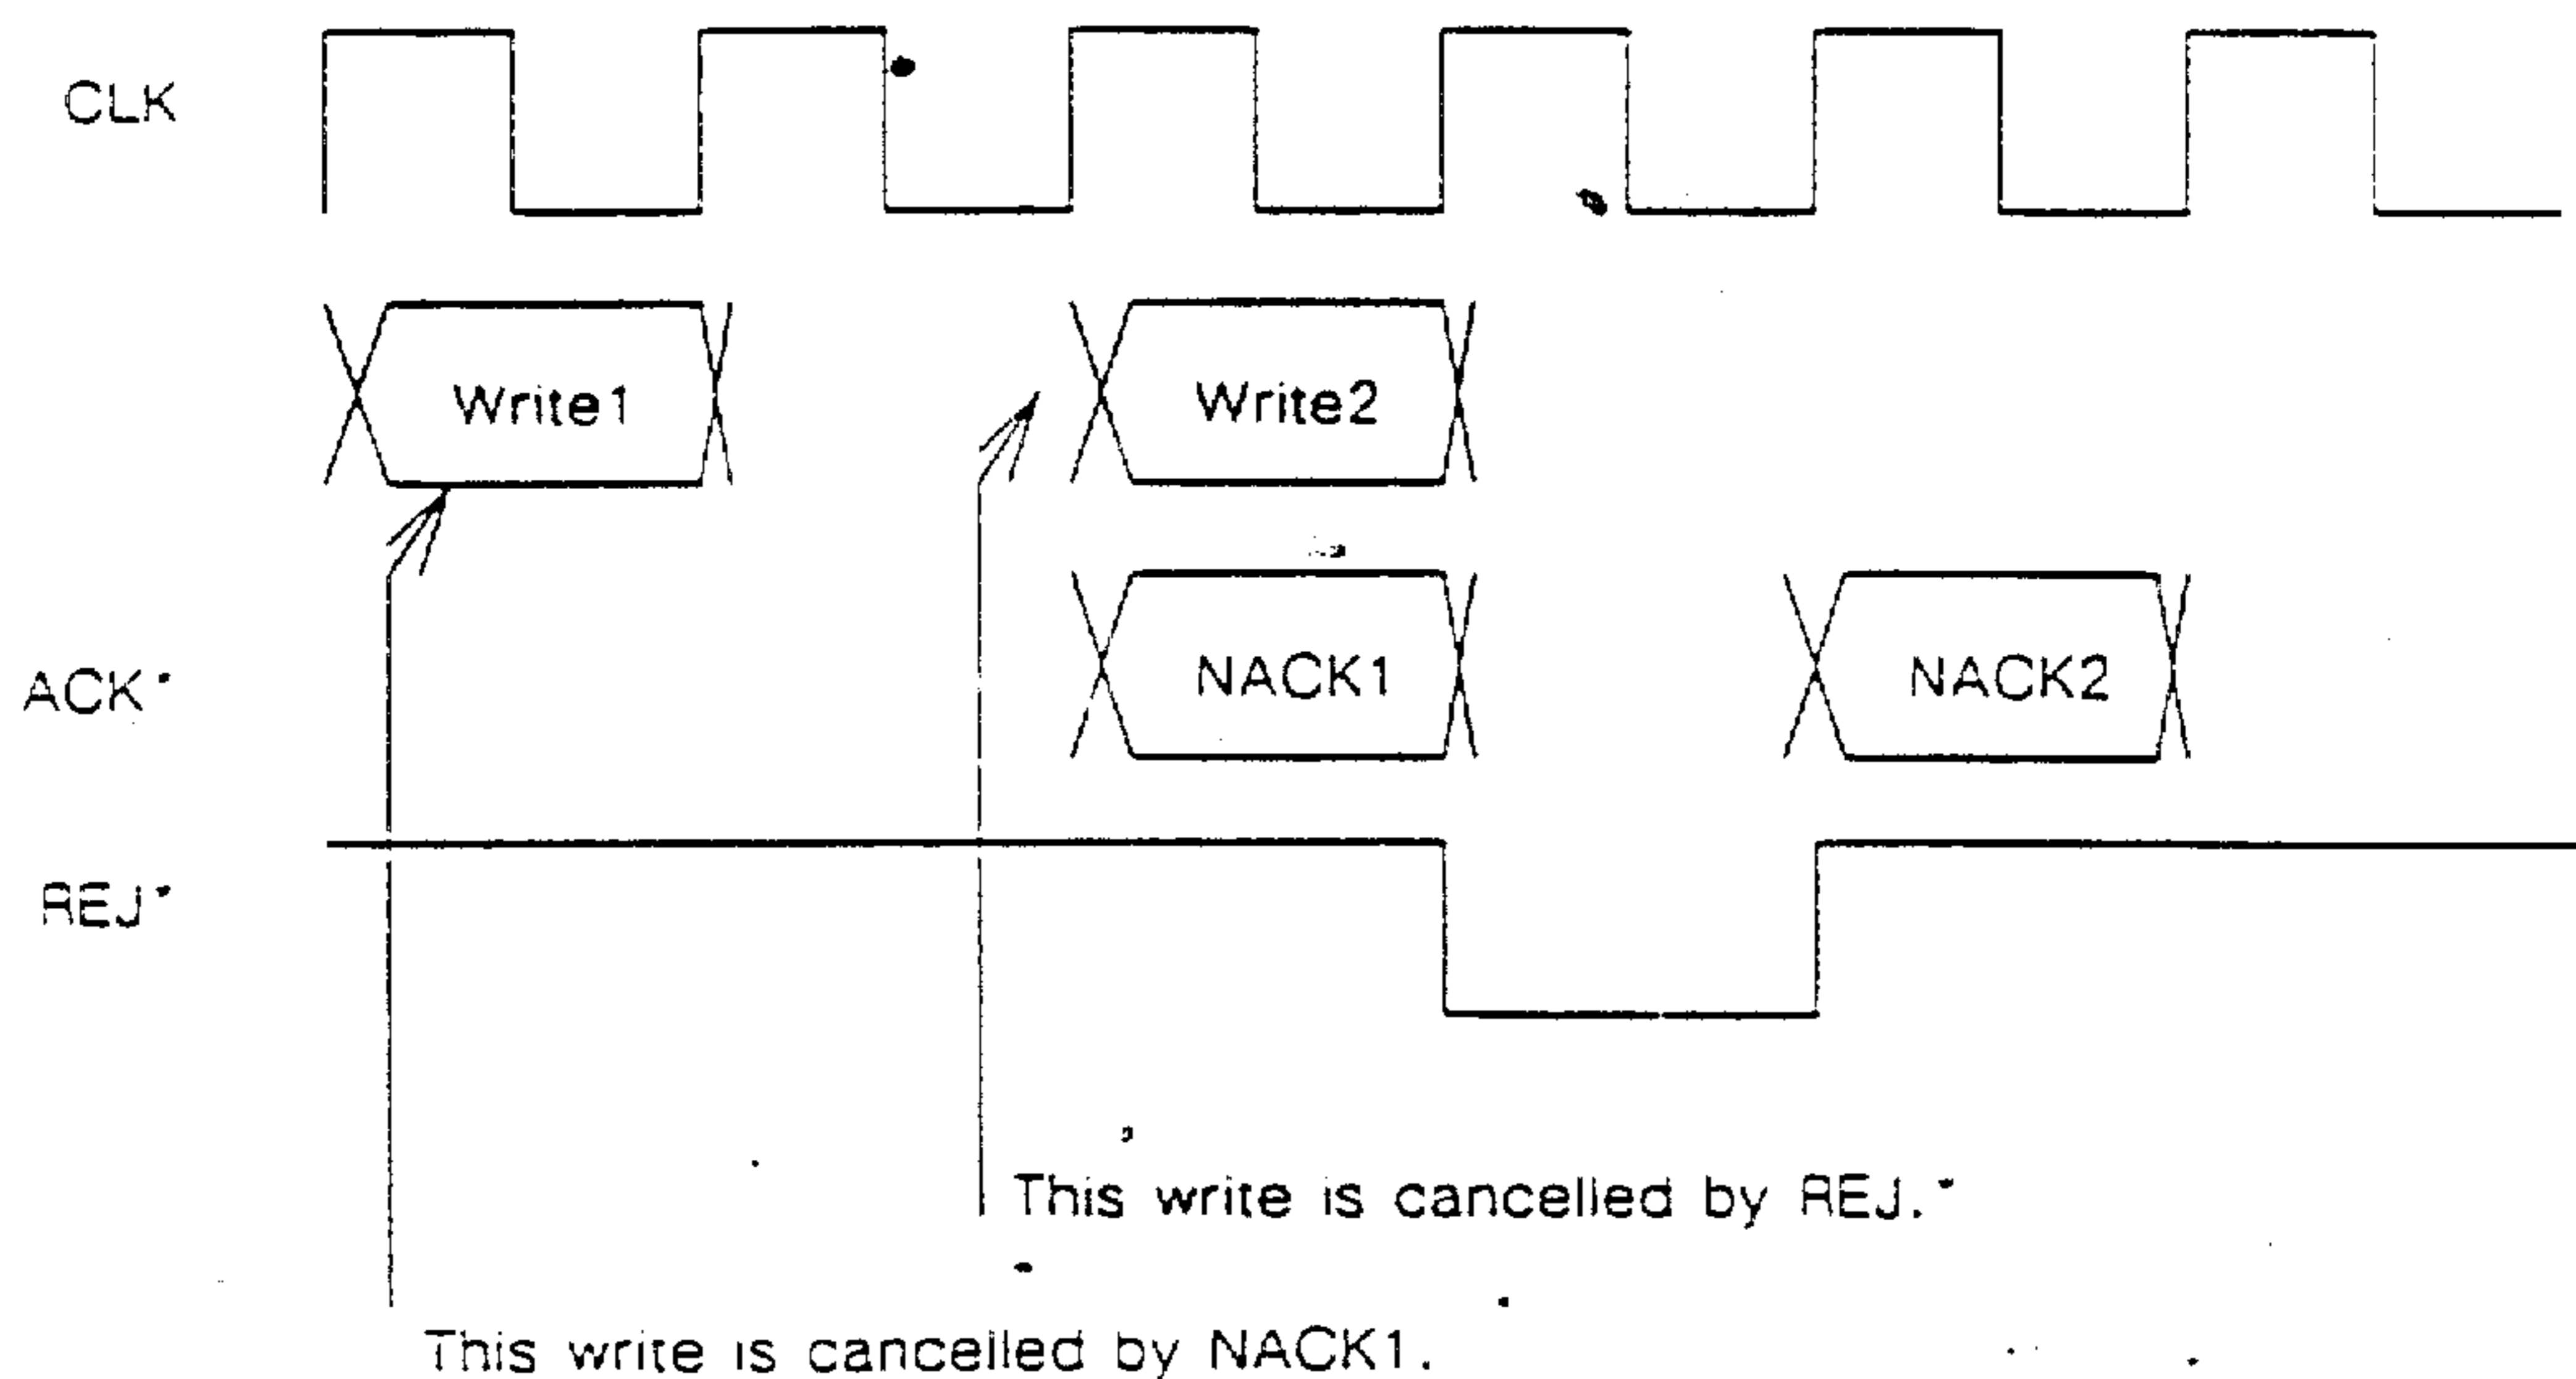 CLK
Write1
Write2
ACK*
NACK1
NACK2
REJ*
This write is cancelled by REJ.*
This write is cancelled by NACK1.